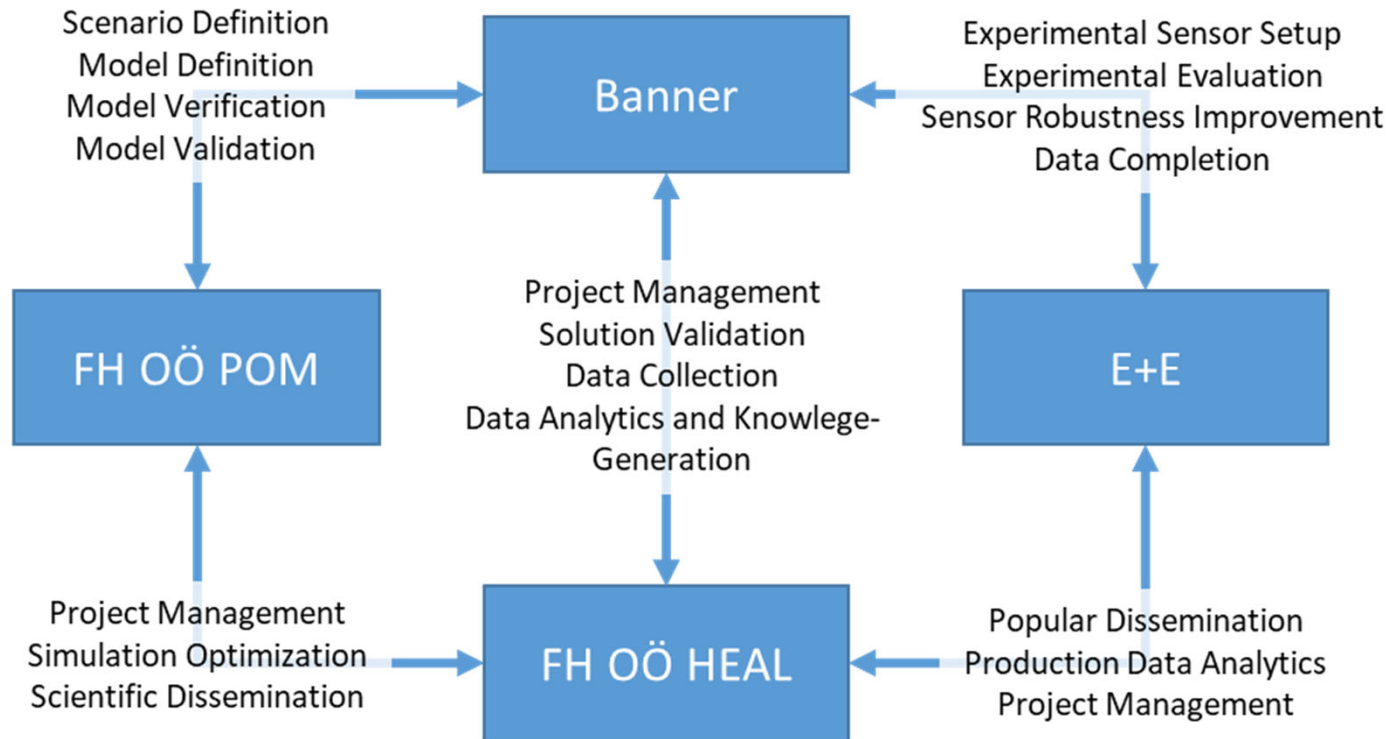 Scenario Definition
Model Definition
Model Verification
Model Validation
Banner
Experimental Sensor Setup
Experimental Evaluation
Sensor Robustness Improvement
Data Completion
FH OÖ POM
Project Management
Solution Validation
Data Collection
Data Analytics and Knowlege-
Generation
E+E
Project Management
Simulation Optimization
Scientific Dissemination
FH OÖ HEAL
Popular Dissemination
Production Data Analytics
Project Management